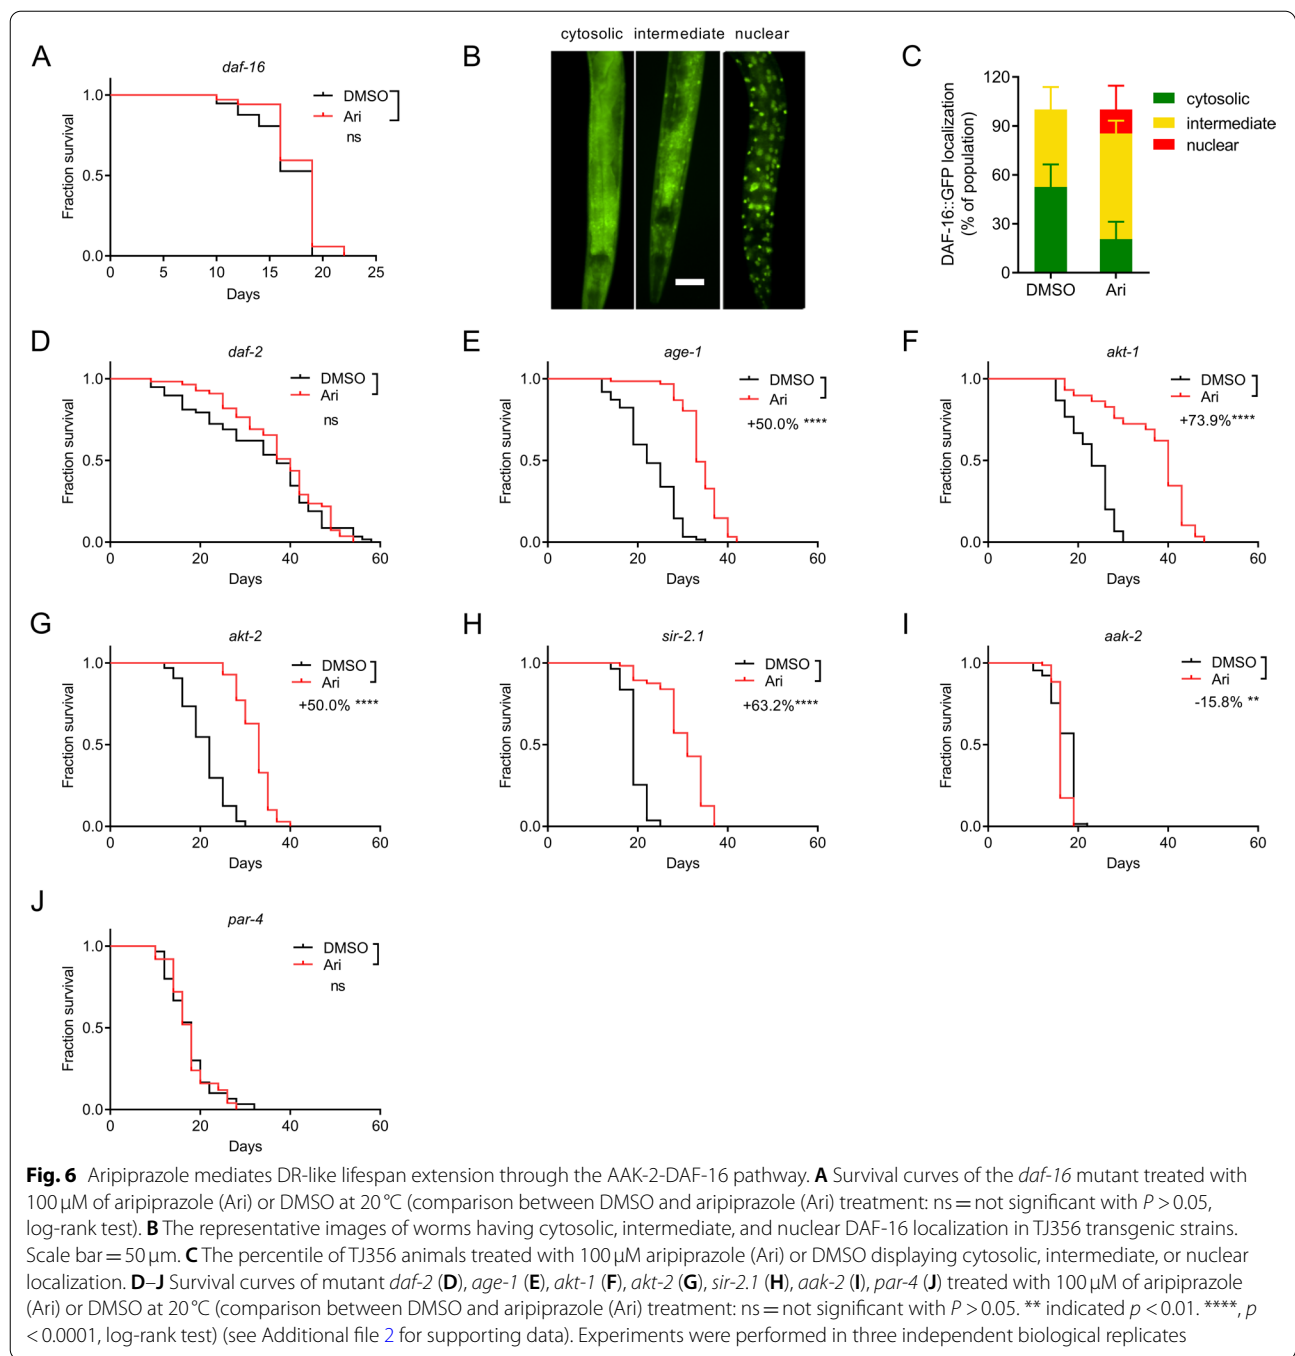 A
daf-16
DMSO
Ari
ns
Fraction survival
1.0
0.5
0.0
0 5 10 15 20 25
Days
B
cytosolic intermediate nuclear
C
DAF-16::GFP localization
(% of population)
120
90
60
30
0
DMSO Ari
cytosolic
intermediate
nuclear
D
daf-2
DMSO
Ari
ns
Fraction survival
1.0
0.5
0.0
0 20 40 60
Days
E
age-1
DMSO
Ari
+50.0% ****
Fraction survival
1.0
0.5
0.0
0 20 40 60
Days
F
akt-1
DMSO
Ari
+73.9%****
Fraction survival
1.0
0.5
0.0
0 20 40 60
Days
G
akt-2
DMSO
Ari
+50.0% ****
Fraction survival
1.0
0.5
0.0
0 20 40 60
Days
H
sir-2.1
DMSO
Ari
+63.2%****
Fraction survival
1.0
0.5
0.0
0 20 40 60
Days
I
aak-2
DMSO
Ari
-15.8% **
Fraction survival
1.0
0.5
0.0
0 20 40 60
Days
J
par-4
DMSO
Ari
ns
Fraction survival
1.0
0.5
0.0
0 20 40 60
Days
Fig. 6 Aripiprazole mediates DR-like lifespan extension through the AAK-2-DAF-16 pathway. A Survival curves of the daf-16 mutant treated with
100 μM of aripiprazole (Ari) or DMSO at 20 °C (comparison between DMSO and aripiprazole (Ari) treatment: ns = not significant with P > 0.05,
log-rank test). B The representative images of worms having cytosolic, intermediate, and nuclear DAF-16 localization in TJ356 transgenic strains.
Scale bar = 50 μm. C The percentile of TJ356 animals treated with 100 μM aripiprazole (Ari) or DMSO displaying cytosolic, intermediate, or nuclear
localization. D–J Survival curves of mutant daf-2 (D), age-1 (E), akt-1 (F), akt-2 (G), sir-2.1 (H), aak-2 (I), par-4 (J) treated with 100 μM of aripiprazole
(Ari) or DMSO at 20 °C (comparison between DMSO and aripiprazole (Ari) treatment: ns = not significant with P > 0.05. ** indicated p < 0.01. ****, p
< 0.0001, log-rank test) (see Additional file 2 for supporting data). Experiments were performed in three independent biological replicates